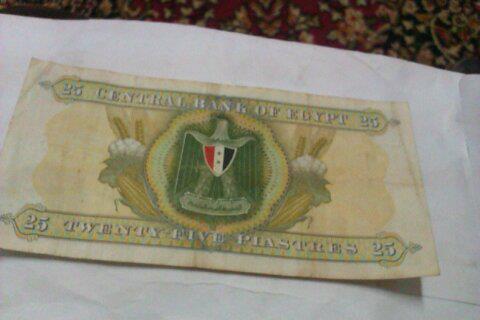 25 CENTRAL BANK OF EGYPT 25
25 TWENTY-FIVE PIASTRES 25